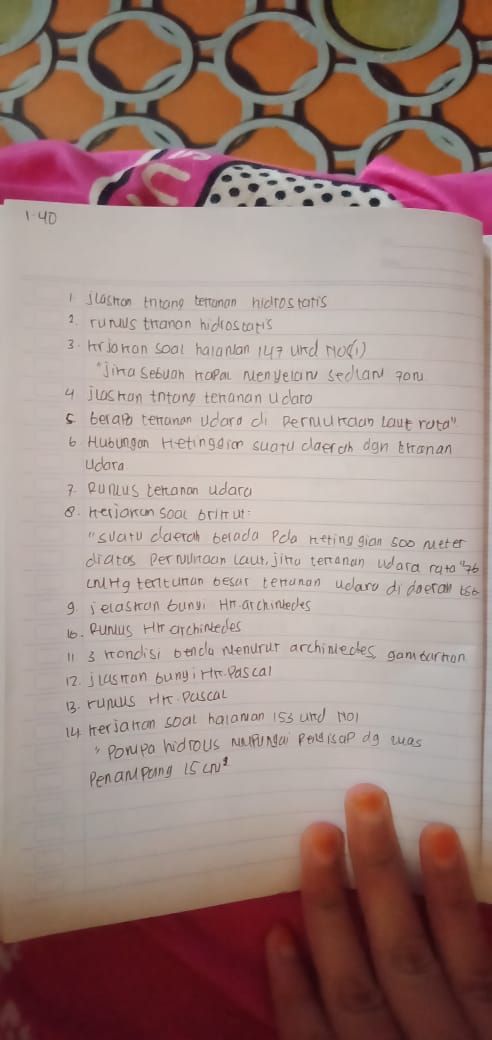 1-40
1 jlaskan tntang tekanan hidrostatis
2. rumus tkanan hidrostatis
3. krjakan soal halaman 147 und no(1)
"jika sebuah kapal menyelam sedlam 70m
4 jlaskan tntang tekanan udara
5. berapa tekanan udara di permukaan laut rata"
6 Hubungan ketinggian suatu daerah dgn tkanan
udara
7. Rumus tekanan udara
8. kerjakan soal brikut:
"suatu daerah berada pda ketinggian 500 meter
diatas permukaan laut, jika tekanan udara rata "76
cmHg tentukan besar tekanan udara di daerah tsb
9. jelaskan bunyi Hk. archimedes
10. Rumus Hk archimedes
11 3 kondisi benda menurut archimedes, gambarkan
12. jlaskan bunyi Hk. Pascal
13. rumus Hk. Pascal
14 kerjakan soal halaman 153 und no1
" Pompa hidrous mmpunyai dg luas
Penampang 15 cm²
SUN